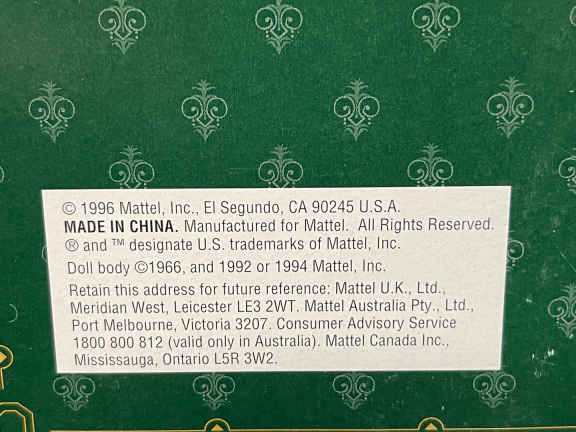 © 1996 Mattel, Inc., El Segundo, CA 90245 U.S.A.
MADE IN CHINA. Manufactured for Mattel. All Rights Reserved.
® and ™ designate U.S. trademarks of Mattel, Inc.
Doll body ©1966, and 1992 or 1994 Mattel, Inc.
Retain this address for future reference: Mattel U.K., Ltd.,
Meridian West, Leicester LE3 2WT. Mattel Australia Pty., Ltd.,
Port Melbourne, Victoria 3207. Consumer Advisory Service
1800 800 812 (valid only in Australia). Mattel Canada Inc.,
Mississauga, Ontario L5R 3W2.